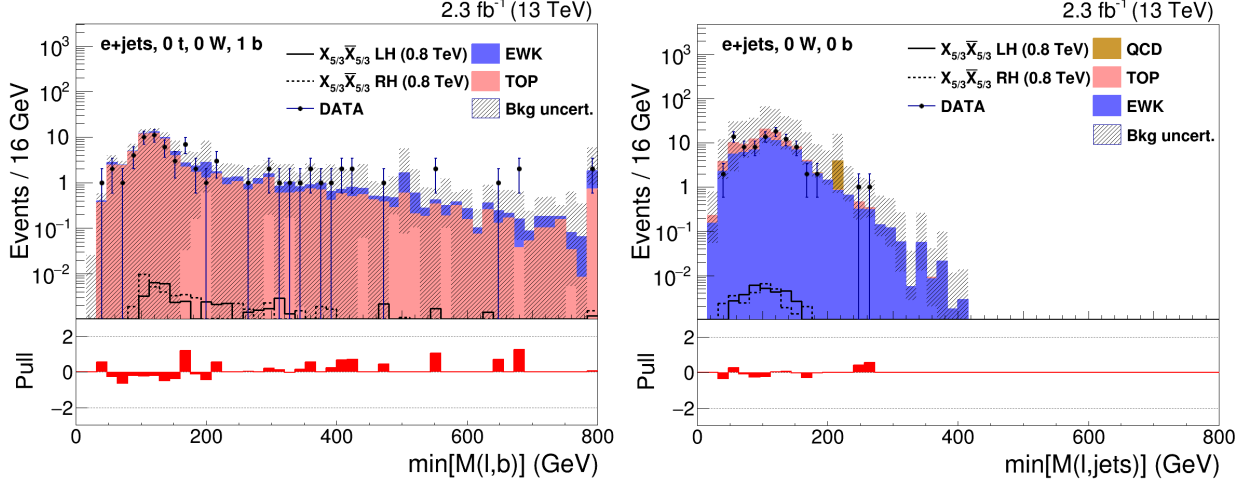 2.3 fb⁻¹ (13 TeV)
e+jets, 0 t, 0 W, 1 b
X₅/₃X̅₅/₃ LH (0.8 TeV)
EWK
X₅/₃X̅₅/₃ RH (0.8 TeV)
TOP
DATA
Bkg uncert.
Events / 16 GeV
10³
10²
10
1
10⁻¹
10⁻²
Pull
2
0
−2
0 200 400 600 800
min[M(l,b)] (GeV)
2.3 fb⁻¹ (13 TeV)
e+jets, 0 W, 0 b
X₅/₃X̅₅/₃ LH (0.8 TeV)
QCD
X₅/₃X̅₅/₃ RH (0.8 TeV)
TOP
DATA
EWK
Bkg uncert.
Events / 16 GeV
10³
10²
10
1
10⁻¹
10⁻²
Pull
2
0
−2
0 200 400 600 800
min[M(l,jets)] (GeV)